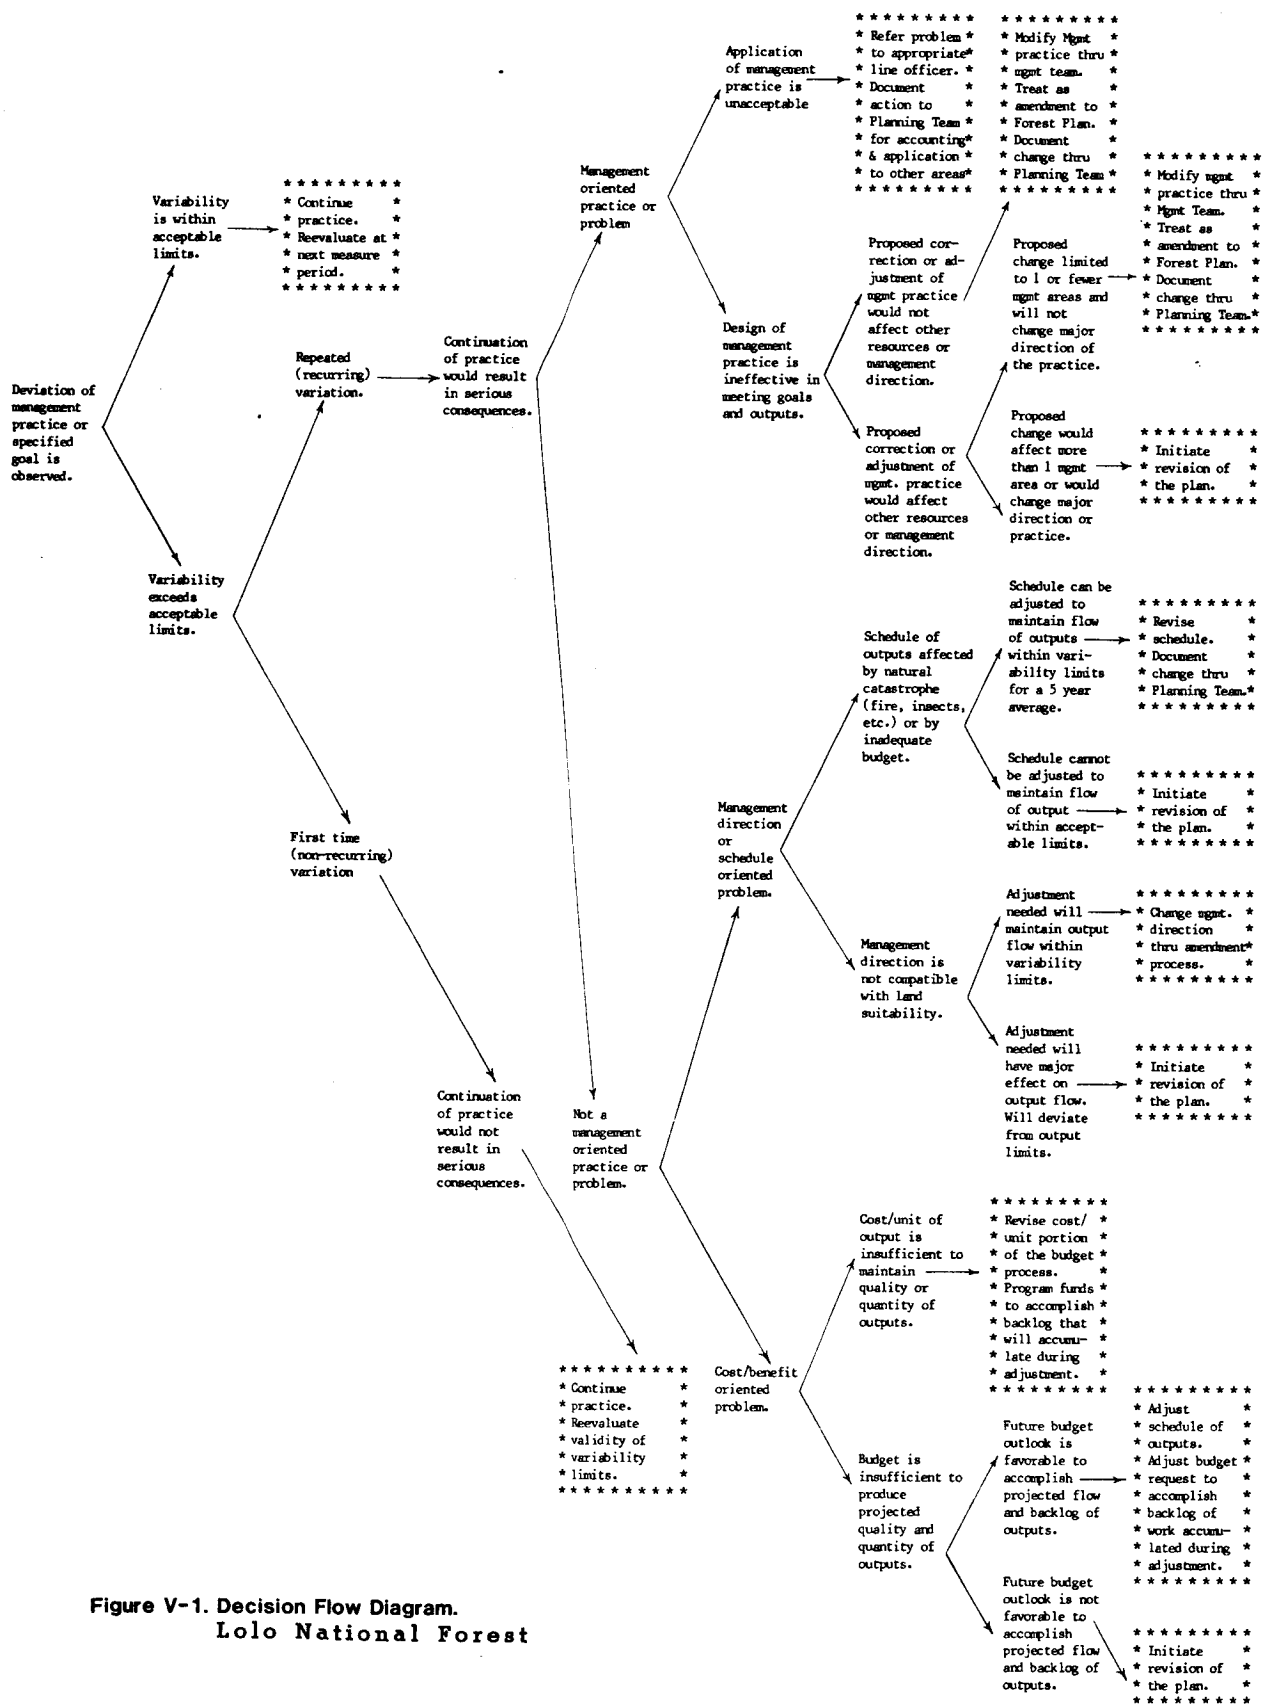 Deviation of
management
practice or
specified
goal is
observed.
Variability
is within
acceptable
limits.
Continue
practice.
Reevaluate at
next measure
period.
Variability
exceeds
acceptable
limits.
Repeated
(recurring)
variation.
First time
(non-recurring)
variation
Continuation
of practice
would result
in serious
consequences.
Continuation
of practice
would not
result in
serious
consequences.
Continue
practice.
Reevaluate
validity of
variability
limits.
Management
oriented
practice or
problem
Not a
management
oriented
practice or
problem.
Application
of management
practice is
unacceptable
Refer problem
to appropriate
line officer.
Document
action to
Planning Team
for accounting
& application
to other areas
Design of
management
practice is
ineffective in
meeting goals
and outputs.
Proposed cor-
rection or ad-
justment of
mgmt practice
would not
affect other
resources or
management
direction.
Modify Mgmt
practice thru
mgmt team.
Treat as
amendment to
Forest Plan.
Document
change thru
Planning Team
Proposed
correction or
adjustment of
mgmt. practice
would affect
other resources
or management
direction.
Proposed
change limited
to 1 or fewer
mgmt areas and
will not
change major
direction of
the practice.
Modify mgmt
practice thru
Mgmt Team.
Treat as
amendment to
Forest Plan.
Document
change thru
Planning Team.
Proposed
change would
affect more
than 1 mgmt
area or would
change major
direction or
practice.
Initiate
revision of
the plan.
Management
direction
or
schedule
oriented
problem.
Schedule of
outputs affected
by natural
catastrophe
(fire, insects,
etc.) or by
inadequate
budget.
Schedule can be
adjusted to
maintain flow
of outputs
within vari-
ability limits
for a 5 year
average.
Revise
schedule.
Document
change thru
Planning Team.
Schedule cannot
be adjusted to
maintain flow
of output
within accept-
able limits.
Initiate
revision of
the plan.
Management
direction is
not compatible
with land
suitability.
Adjustment
needed will
maintain output
flow within
variability
limits.
Change mgmt.
direction
thru amendment
process.
Adjustment
needed will
have major
effect on
output flow.
Will deviate
from output
limits.
Initiate
revision of
the plan.
Cost/benefit
oriented
problem.
Cost/unit of
output is
insufficient to
maintain
quality or
quantity of
outputs.
Revise cost/
unit portion
of the budget
process.
Program funds
to accomplish
backlog that
will accumu-
late during
adjustment.
Budget is
insufficient to
produce
projected
quality and
quantity of
outputs.
Future budget
outlook is
favorable to
accomplish
projected flow
and backlog of
outputs.
Adjust
schedule of
outputs.
Adjust budget
request to
accomplish
backlog of
work accumu-
lated during
adjustment.
Future budget
outlook is not
favorable to
accomplish
projected flow
and backlog of
outputs.
Initiate
revision of
the plan.
Figure V-1. Decision Flow Diagram.
Lolo National Forest